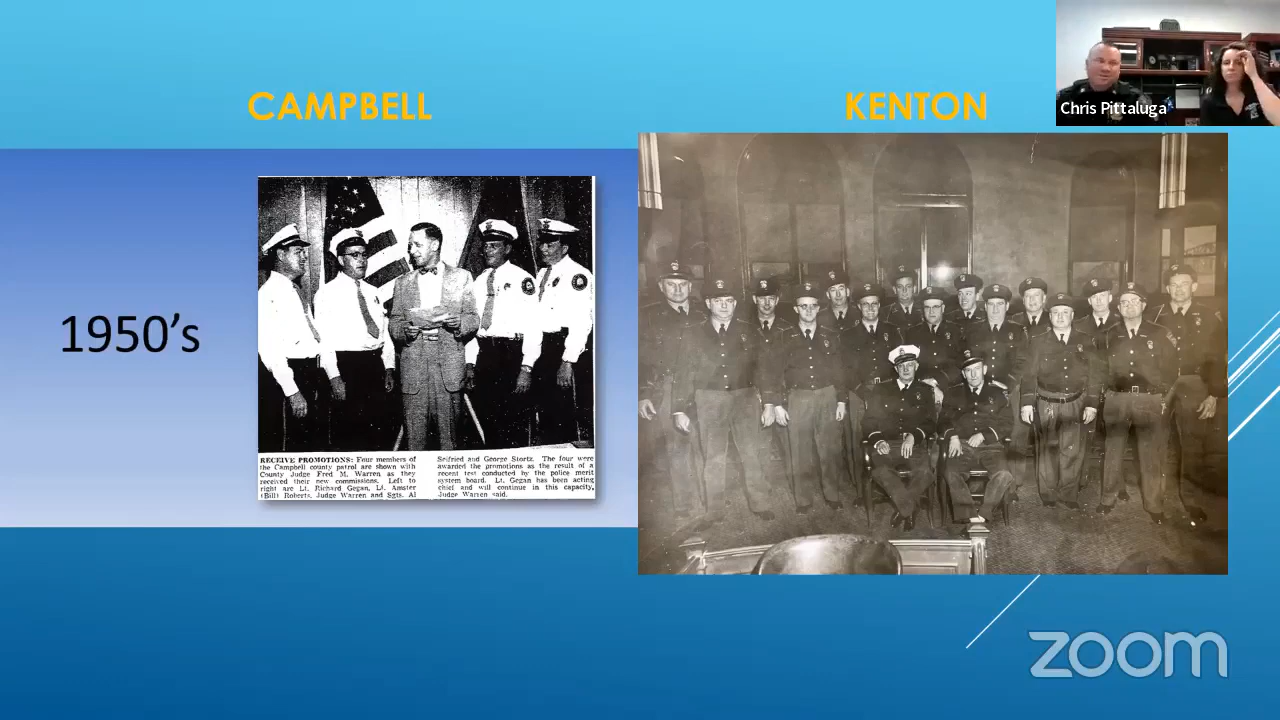 CAMPBELL
KENTON
Chris Pittaluga
1950’s
RECEIVE PROMOTIONS: Four members of
the Campbell county patrol are shown with
County Judge Fred M. Warren as they
received their new commissions. Left to
right are Lt. Richard Gegan, Lt. Amster
(Bill) Roberts, Judge Warren and Sgts. Al
Seifried and George Stortz. The four were
awarded the promotions as the result of a
recent test conducted by the police merit
system board. Lt. Gegan has been acting
chief and will continue in this capacity,
Judge Warren said.
zoom